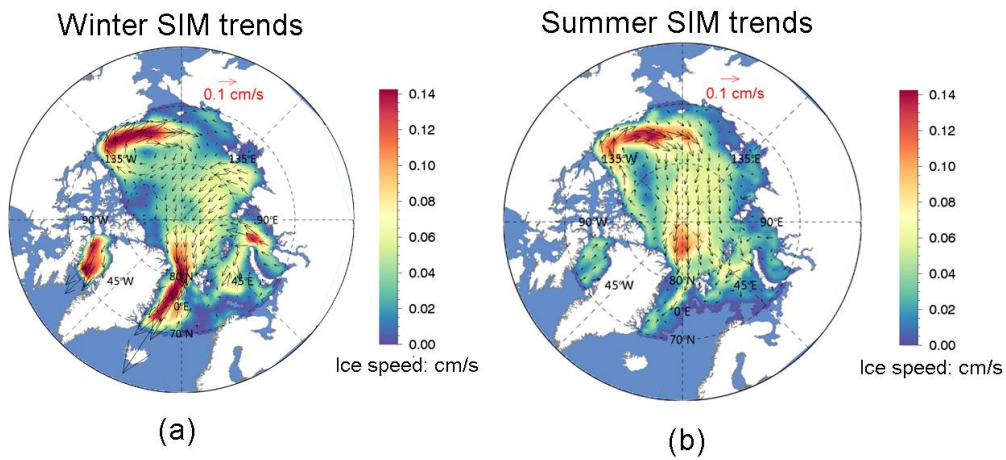 Winter SIM trends
0.1 cm/s
135°W
135°E
90°W
90°E
45°W
80°N
45°E
0°E
70°N
0.14
0.12
0.10
0.08
0.06
0.04
0.02
0.00
Ice speed: cm/s
(a)
Summer SIM trends
0.1 cm/s
135°W
135°E
90°W
90°E
45°W
80°N
45°E
0°E
70°N
0.14
0.12
0.10
0.08
0.06
0.04
0.02
0.00
Ice speed: cm/s
(b)